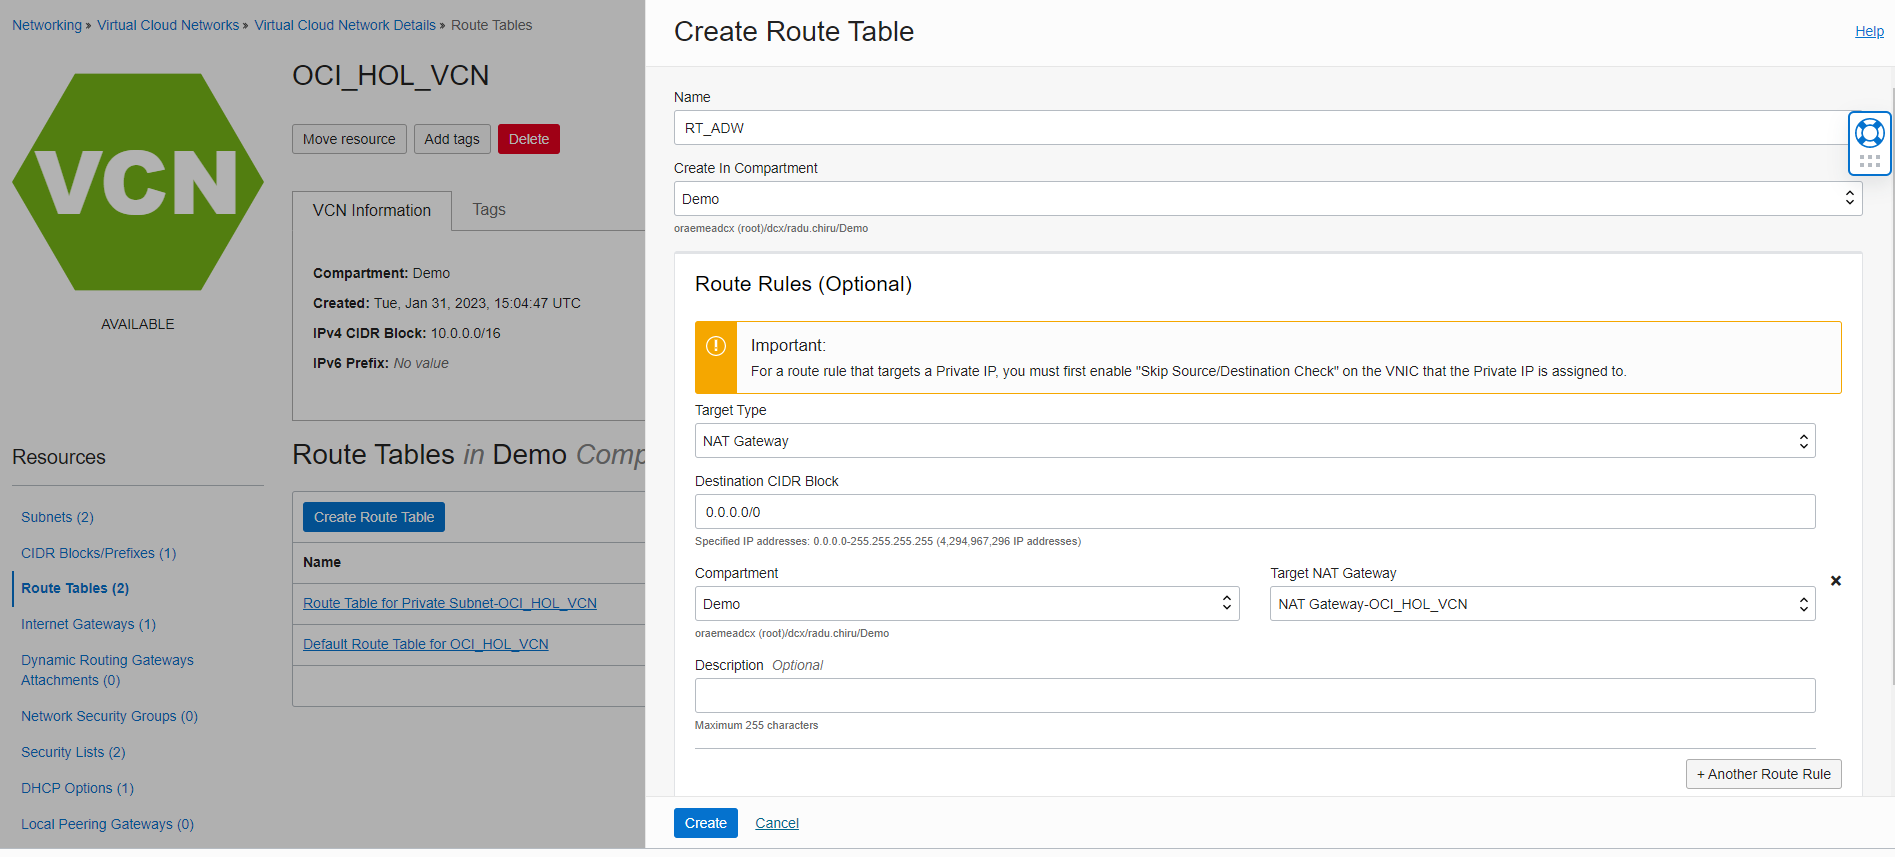 Networking » Virtual Cloud Networks » Virtual Cloud Network Details » Route Tables
VCN
AVAILABLE
OCI_HOL_VCN
Move resource Add tags Delete
VCN Information Tags
Compartment: Demo
Created: Tue, Jan 31, 2023, 15:04:47 UTC
IPv4 CIDR Block: 10.0.0.0/16
IPv6 Prefix: No value
Resources
Subnets (2)
CIDR Blocks/Prefixes (1)
Route Tables (2)
Internet Gateways (1)
Dynamic Routing Gateways
Attachments (0)
Network Security Groups (0)
Security Lists (2)
DHCP Options (1)
Local Peering Gateways (0)
Route Tables in Demo Comp
Create Route Table
Name
Route Table for Private Subnet-OCI_HOL_VCN
Default Route Table for OCI_HOL_VCN
Create Route Table
Help
Name
RT_ADW
Create In Compartment
Demo
oraemeadcx (root)/dcx/radu.chiru/Demo
Route Rules (Optional)
Important:
For a route rule that targets a Private IP, you must first enable "Skip Source/Destination Check" on the VNIC that the Private IP is assigned to.
Target Type
NAT Gateway
Destination CIDR Block
0.0.0.0/0
Specified IP addresses: 0.0.0.0-255.255.255.255 (4,294,967,296 IP addresses)
Compartment
Demo
oraemeadcx (root)/dcx/radu.chiru/Demo
Target NAT Gateway
NAT Gateway-OCI_HOL_VCN
Description Optional
Maximum 255 characters
+ Another Route Rule
Create Cancel